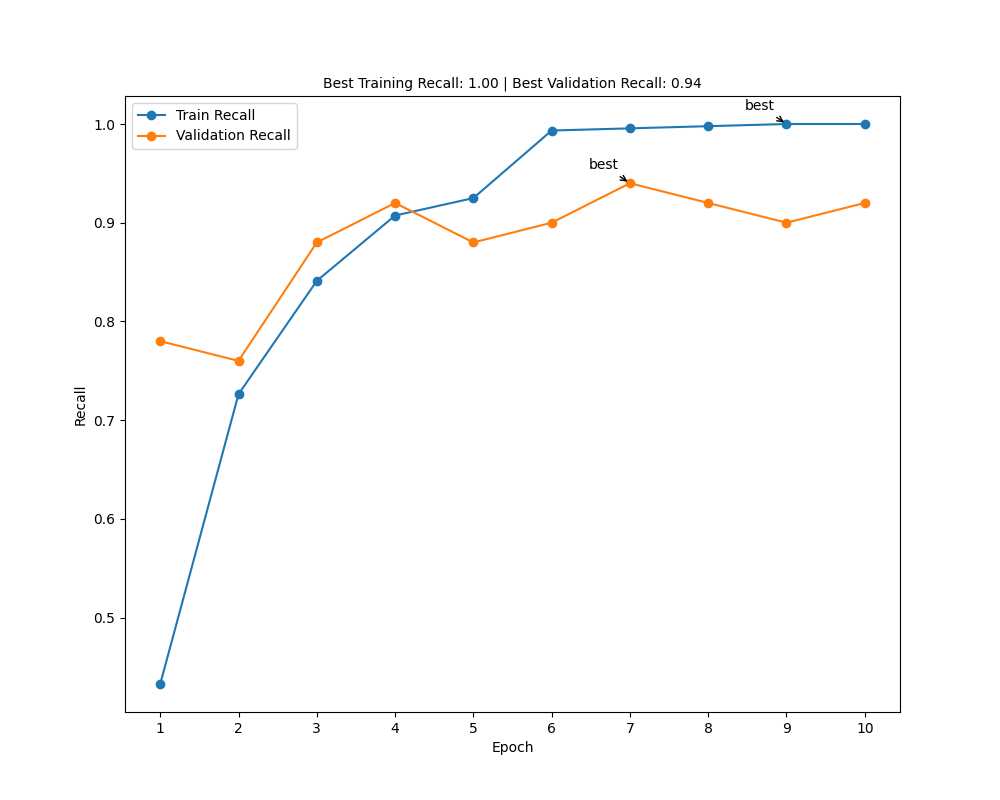 Best Training Recall: 1.00 | Best Validation Recall: 0.94
Train Recall
Validation Recall
best
best
1.0
0.9
0.8
0.7
0.6
0.5
Recall
1 2 3 4 5 6 7 8 9 10
Epoch